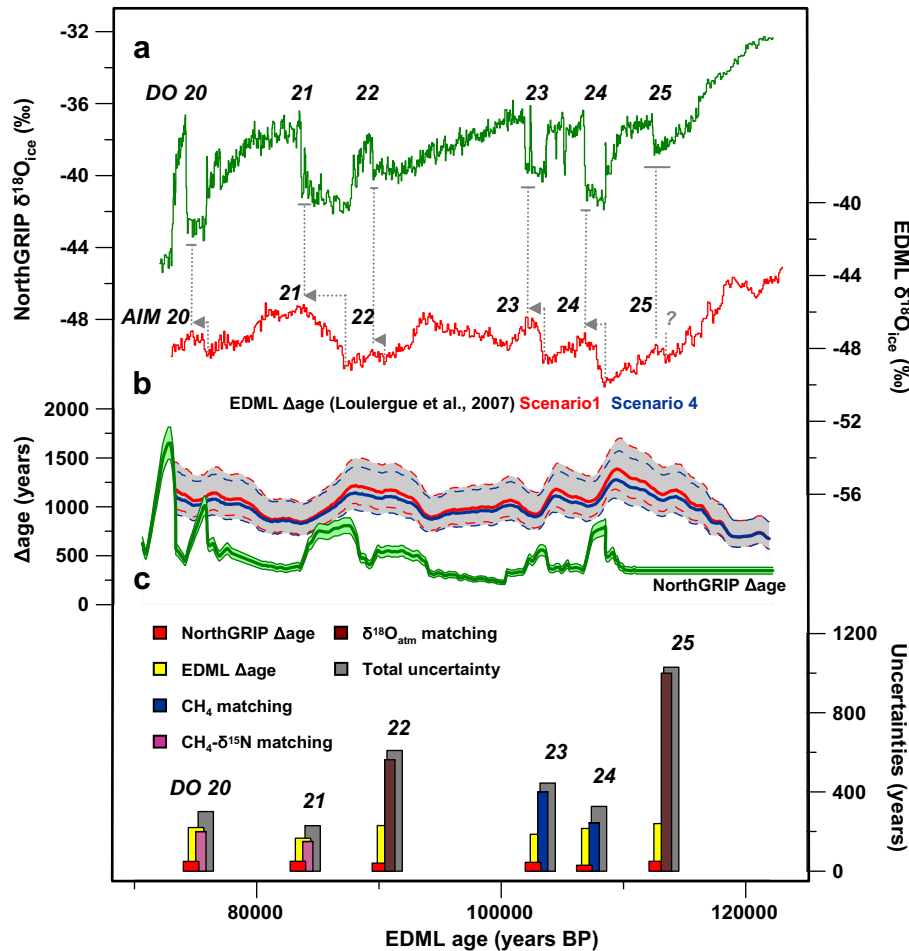 a
-32
-36
-40
-44
-48
NorthGRIP δ18Oice (‰)
DO 20 21 22 23 24 25
-40
-44
-48
-52
-56
EDML δ18Oice (‰)
AIM 20 21 22 23 24 25 ?
b
EDML Δage (Loulergue et al., 2007) Scenario1 Scenario 4
2000
1500
1000
500
0
Δage (years)
NorthGRIP Δage
c
NorthGRIP Δage
EDML Δage
CH4 matching
CH4-δ15N matching
δ18Oatm matching
Total uncertainty
DO 20 21 22 23 24 25
1200
800
400
0
Uncertainties (years)
80000 100000 120000
EDML age (years BP)